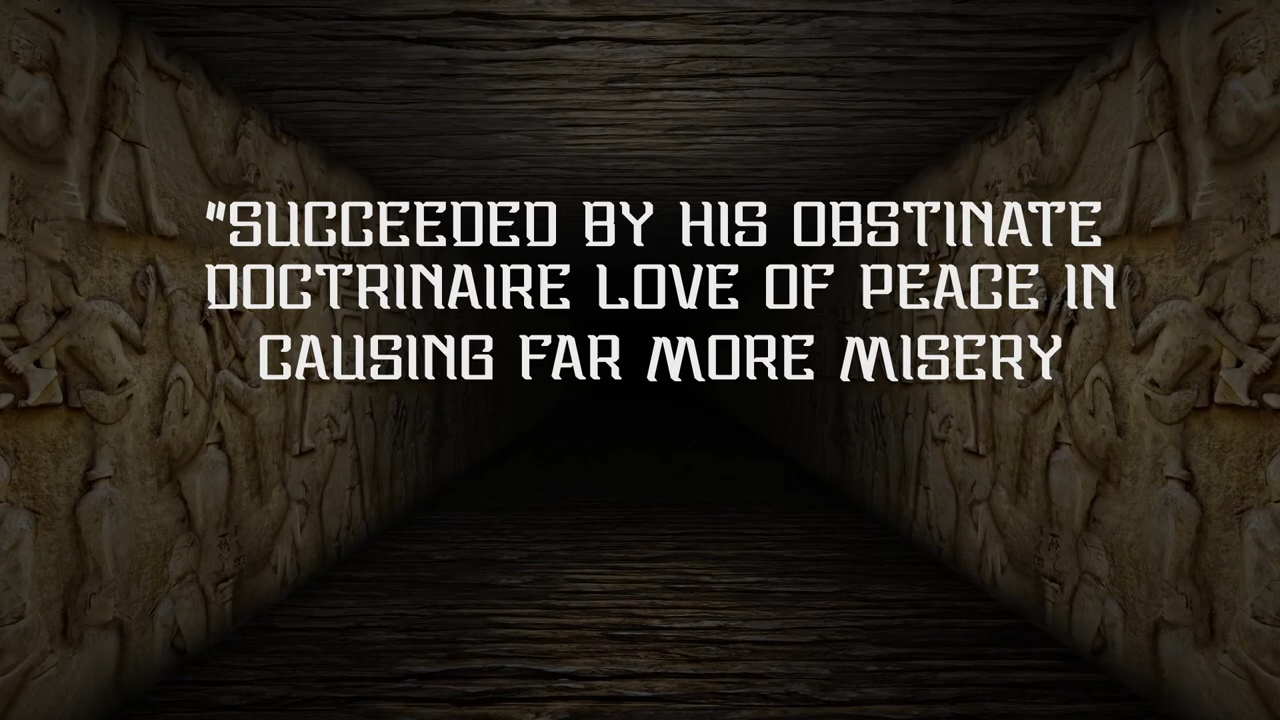 "SUCCEEDED BY HIS OBSTINATE
DOCTRINAIRE LOVE OF PEACE IN
CAUSING FAR MORE MISERY